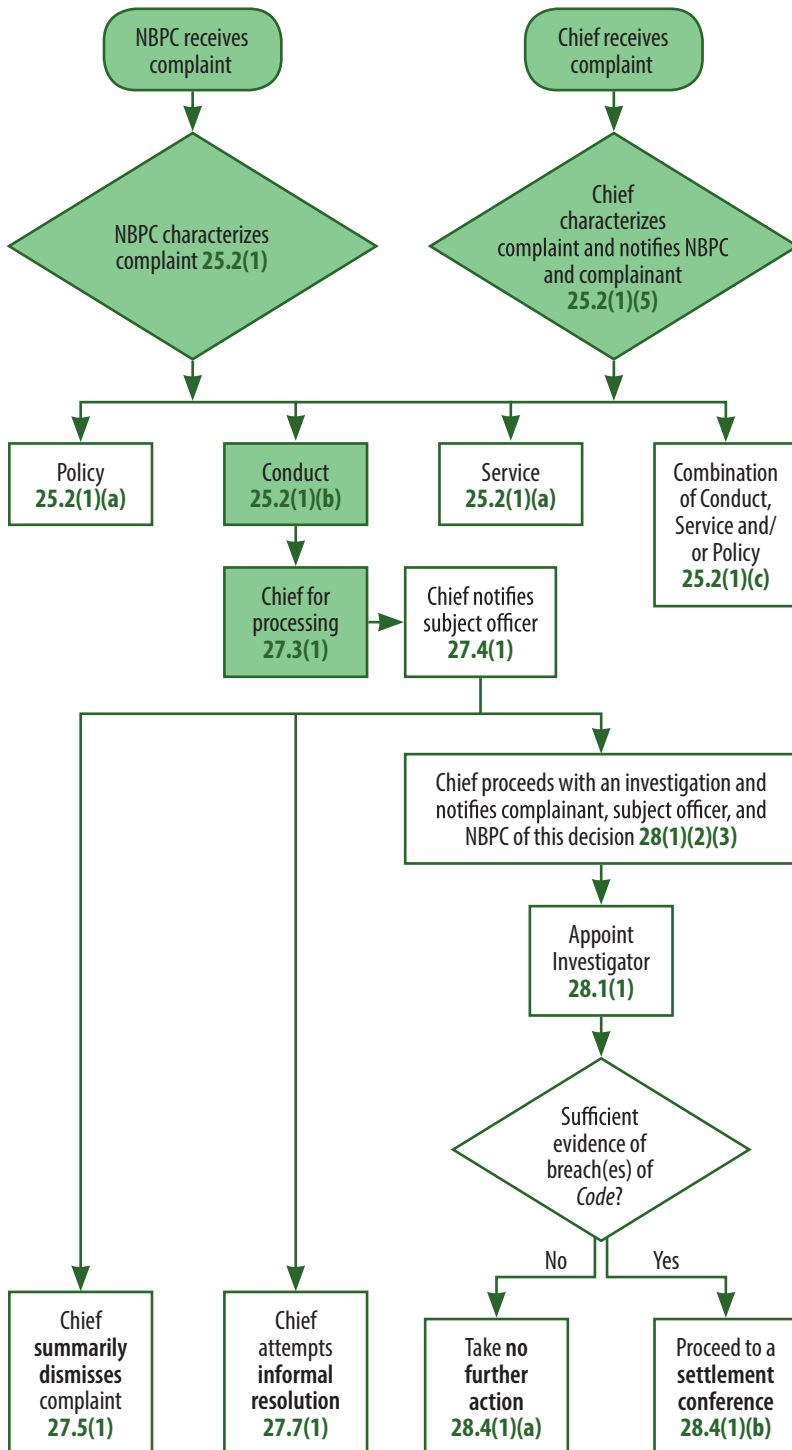 NBPC receives
complaint
Chief receives
complaint
NBPC characterizes
complaint 25.2(1)
Chief
characterizes
complaint and notifies NBPC
and complainant
25.2(1)(5)
Policy
25.2(1)(a)
Conduct
25.2(1)(b)
Service
25.2(1)(a)
Combination
of Conduct,
Service and/
or Policy
25.2(1)(c)
Chief for
processing
27.3(1)
Chief notifies
subject officer
27.4(1)
Chief proceeds with an investigation and
notifies complainant, subject officer, and
NBPC of this decision 28(1)(2)(3)
Appoint
Investigator
28.1(1)
Sufficient
evidence of
breach(es) of
Code?
No
Yes
Chief
summarily
dismisses
complaint
27.5(1)
Chief
attempts
informal
resolution
27.7(1)
Take no
further
action
28.4(1)(a)
Proceed to a
settlement
conference
28.4(1)(b)